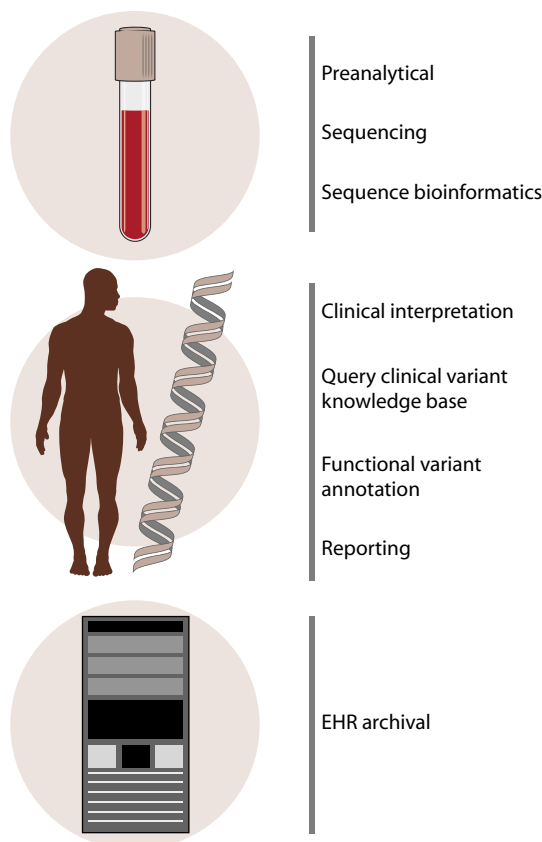 Preanalytical
Sequencing
Sequence bioinformatics
Clinical interpretation
Query clinical variant
knowledge base
Functional variant
annotation
Reporting
EHR archival